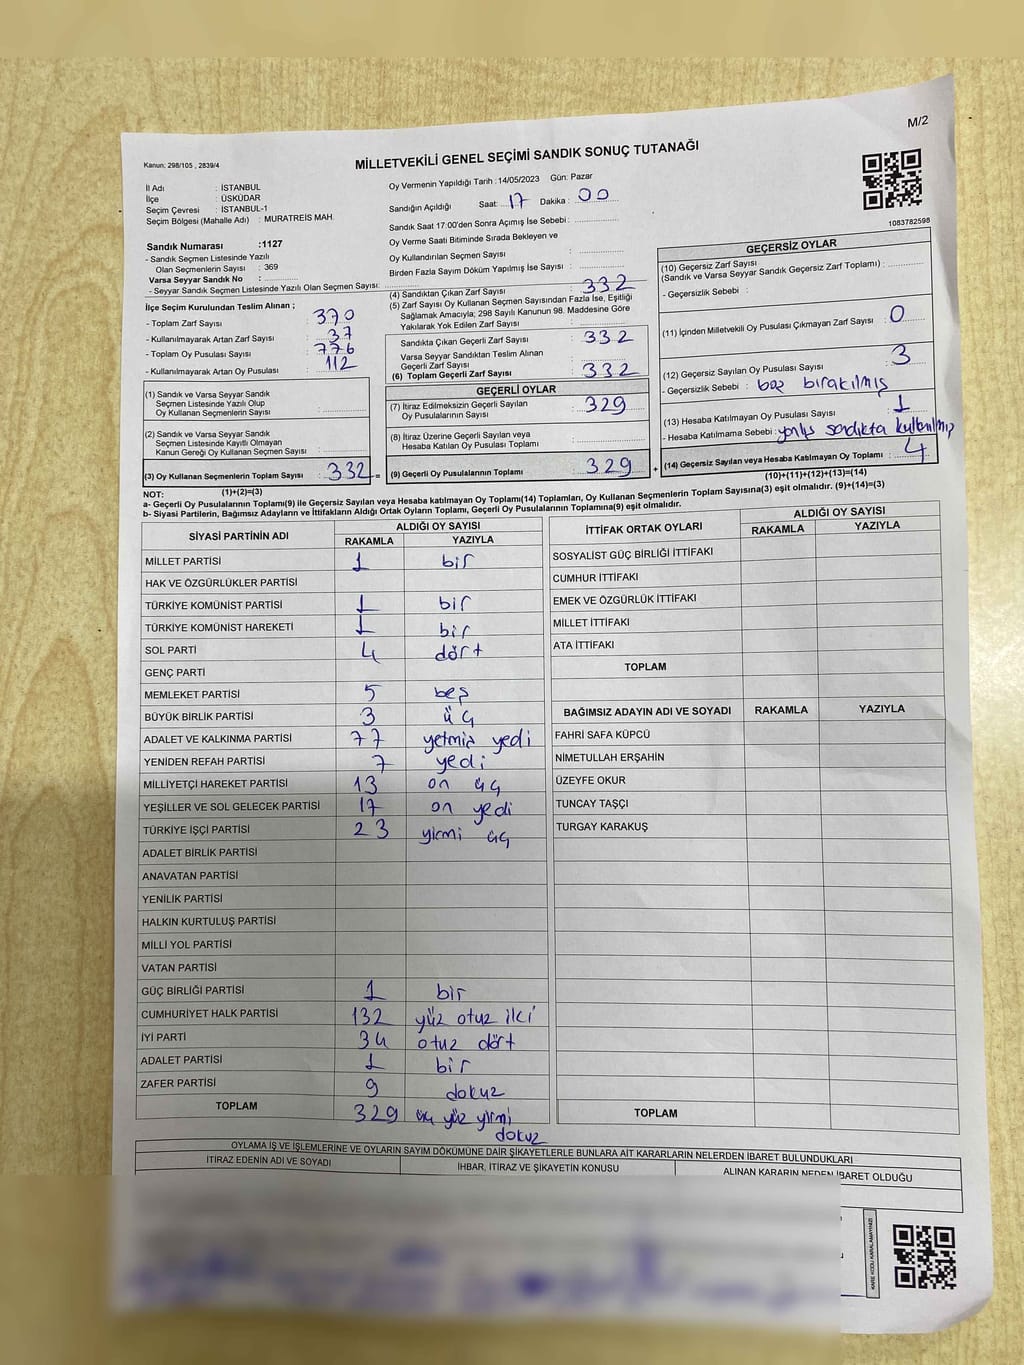 M/2
Kanun: 298/105 , 2839/4
MİLLETVEKİLİ GENEL SEÇİMİ SANDIK SONUÇ TUTANAĞI
İl Adı : İSTANBUL
İlçe : ÜSKÜDAR
Seçim Çevresi : İSTANBUL-1
Seçim Bölgesi (Mahalle Adı) : MURATREİS MAH.
Sandık Numarası :1127
- Sandık Seçmen Listesinde Yazılı
Olan Seçmenlerin Sayısı : 369
Varsa Seyyar Sandık No :
- Seyyar Sandık Seçmen Listesinde Yazılı Olan Seçmen Sayısı:
Oy Vermenin Yapıldığı Tarih : 14/05/2023 Gün: Pazar
Sandığın Açıldığı Saat: 17 Dakika : 00
Sandık Saat 17:00'den Sonra Açımış İse Sebebi :
Oy Verme Saati Bitiminde Sırada Bekleyen ve
Oy Kullandırılan Seçmen Sayısı :
Birden Fazla Sayım Döküm Yapılmış İse Sayısı :
1083782598
İlçe Seçim Kurulundan Teslim Alınan ;
- Toplam Zarf Sayısı : 370
- Kullanılmayarak Artan Zarf Sayısı : 37
- Toplam Oy Pusulası Sayısı : 776
- Kullanılmayarak Artan Oy Pusulası : 112
(1) Sandık ve Varsa Seyyar Sandık
Seçmen Listesinde Yazılı Olup
Oy Kullanan Seçmenlerin Sayısı :
(2) Sandık ve Varsa Seyyar Sandık
Seçmen Listesinde Kayıtlı Olmayan
Kanun Gereği Oy Kullanan Seçmen Sayısı :
(3) Oy Kullanan Seçmenlerin Toplam Sayısı : 332 =
(1)+(2)=(3)
(4) Sandıktan Çıkan Zarf Sayısı : 332
(5) Zarf Sayısı Oy Kullanan Seçmen Sayısından Fazla İse, Eşitliği
Sağlamak Amacıyla; 298 Sayılı Kanunun 98. Maddesine Göre
Yakılarak Yok Edilen Zarf Sayısı :
Sandıkta Çıkan Geçerli Zarf Sayısı : 332
Varsa Seyyar Sandıktan Teslim Alınan
Geçerli Zarf Sayısı :
(6) Toplam Geçerli Zarf Sayısı : 332
GEÇERLİ OYLAR
(7) İtiraz Edilmeksizin Geçerli Sayılan
Oy Pusulalarının Sayısı : 329
(8) İtiraz Üzerine Geçerli Sayılan veya
Hesaba Katılan Oy Pusulası Toplamı :
(9) Geçerli Oy Pusulalarının Toplamı : 329 +
GEÇERSİZ OYLAR
(10) Geçersiz Zarf Sayısı
(Sandık ve Varsa Seyyar Sandık Geçersiz Zarf Toplamı) :
- Geçersizlik Sebebi :
(11) İçinden Milletvekili Oy Pusulası Çıkmayan Zarf Sayısı : 0
(12) Geçersiz Sayılan Oy Pusulası Sayısı : 3
- Geçersizlik Sebebi : boş bırakılmış
(13) Hesaba Katılmayan Oy Pusulası Sayısı : 1
- Hesaba Katılmama Sebebi : yanlış sandıkta kullanılmış
(14) Geçersiz Sayılan veya Hesaba Katılmayan Oy Toplamı : 4
(10)+(11)+(12)+(13)=(14)
NOT:
a- Geçerli Oy Pusulalarının Toplamı(9) ile Geçersiz Sayılan veya Hesaba katılmayan Oy Toplamı(14) Toplamları, Oy Kullanan Seçmenlerin Toplam Sayısına(3) eşit olmalıdır. (9)+(14)=(3)
b- Siyasi Partilerin, Bağımsız Adayların ve İttifakların Aldığı Ortak Oyların Toplamı, Geçerli Oy Pusulalarının Toplamına(9) eşit olmalıdır.
SİYASİ PARTİNİN ADI ALDIĞI OY SAYISI
RAKAMLA YAZIYLA
MİLLET PARTİSİ 1 bir
HAK VE ÖZGÜRLÜKLER PARTİSİ
TÜRKİYE KOMÜNİST PARTİSİ 1 bir
TÜRKİYE KOMÜNİST HAREKETİ 1 bir
SOL PARTİ 4 dört
GENÇ PARTİ
MEMLEKET PARTİSİ 5 beş
BÜYÜK BİRLİK PARTİSİ 3 üç
ADALET VE KALKINMA PARTİSİ 77 yetmiş yedi
YENİDEN REFAH PARTİSİ 7 yedi
MİLLİYETÇİ HAREKET PARTİSİ 13 on üç
YEŞİLLER VE SOL GELECEK PARTİSİ 17 on yedi
TÜRKİYE İŞÇİ PARTİSİ 23 yirmi üç
ADALET BİRLİK PARTİSİ
ANAVATAN PARTİSİ
YENİLİK PARTİSİ
HALKIN KURTULUŞ PARTİSİ
MİLLİ YOL PARTİSİ
VATAN PARTİSİ
GÜÇ BİRLİĞİ PARTİSİ 1 bir
CUMHURİYET HALK PARTİSİ 132 yüz otuz iki
İYİ PARTİ 34 otuz dört
ADALET PARTİSİ 1 bir
ZAFER PARTİSİ 9 dokuz
TOPLAM 329 üç yüz yirmi
dokuz
İTTİFAK ORTAK OYLARI ALDIĞI OY SAYISI
RAKAMLA YAZIYLA
SOSYALİST GÜÇ BİRLİĞİ İTTİFAKI
CUMHUR İTTİFAKI
EMEK VE ÖZGÜRLÜK İTTİFAKI
MİLLET İTTİFAKI
ATA İTTİFAKI
TOPLAM
BAĞIMSIZ ADAYIN ADI VE SOYADI RAKAMLA YAZIYLA
FAHRİ SAFA KÜPCÜ
NİMETULLAH ERŞAHİN
ÜZEYFE OKUR
TUNCAY TAŞÇI
TURGAY KARAKUŞ
TOPLAM
OYLAMA İŞ VE İŞLEMLERİNE VE OYLARIN SAYIM DÖKÜMÜNE DAİR ŞİKAYETLERLE BUNLARA AİT KARARLARIN NELERDEN İBARET BULUNDUKLARI
İTİRAZ EDENİN ADI VE SOYADI İHBAR, İTİRAZ VE ŞİKAYETİN KONUSU ALINAN KARARIN NEDEN İBARET OLDUĞU
KARE KODU KARALAMAYINIZ!